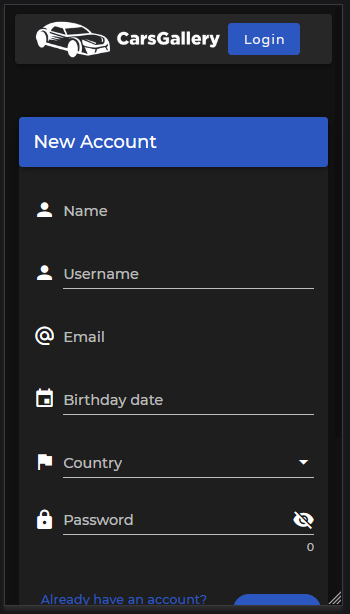 CarsGallery
Login
New Account
Name
Username
Email
Birthday date
Country
Password
0
Already have an account?